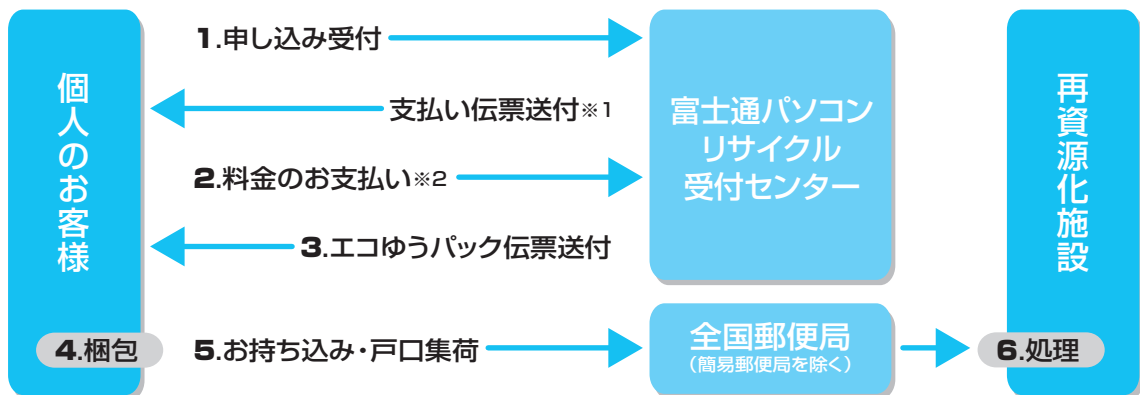 個人のお客様
1.申し込み受付
支払い伝票送付※1
2.料金のお支払い※2
3.エコゆうパック伝票送付
富士通パソコン
リサイクル
受付センター
4.梱包
5.お持ち込み・戸口集荷
全国郵便局
(簡易郵便局を除く)
再資源化施設
6.処理